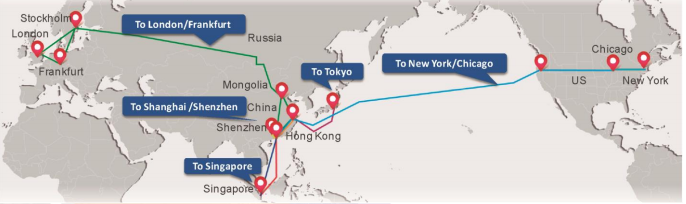 Stockholm
To London/Frankfurt
London
Russia
Chicago
To Tokyo
To New York/Chicago
Frankfurt
Mongolia
US
New York
To Shanghai /Shenzhen
China
Shenzhen
Hong Kong
To Singapore
Singapore